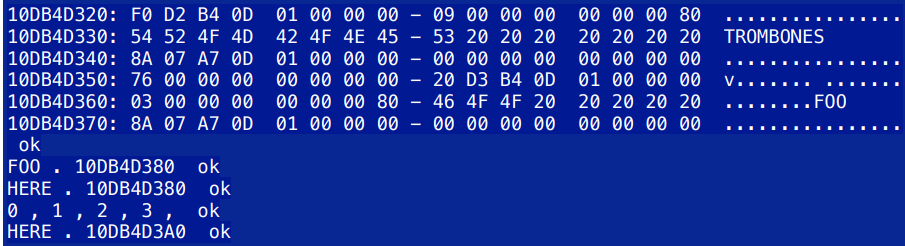 10DB4D320: F0 D2 B4 0D  01 00 00 00 – 09 00 00 00  00 00 00 80  ................
10DB4D330: 54 52 4F 4D  42 4F 4E 45 – 53 20 20 20  20 20 20 20  TROMBONES
10DB4D340: 8A 07 A7 0D  01 00 00 00 – 00 00 00 00  00 00 00 00  ................
10DB4D350: 76 00 00 00  00 00 00 00 – 20 D3 B4 0D  01 00 00 00  v....... .......
10DB4D360: 03 00 00 00  00 00 00 80 – 46 4F 4F 20  20 20 20 20  ........FOO
10DB4D370: 8A 07 A7 0D  01 00 00 00 – 00 00 00 00  00 00 00 00  ................
ok
FOO . 10DB4D380  ok
HERE . 10DB4D380  ok
0 , 1 , 2 , 3 ,  ok
HERE . 10DB4D3A0  ok